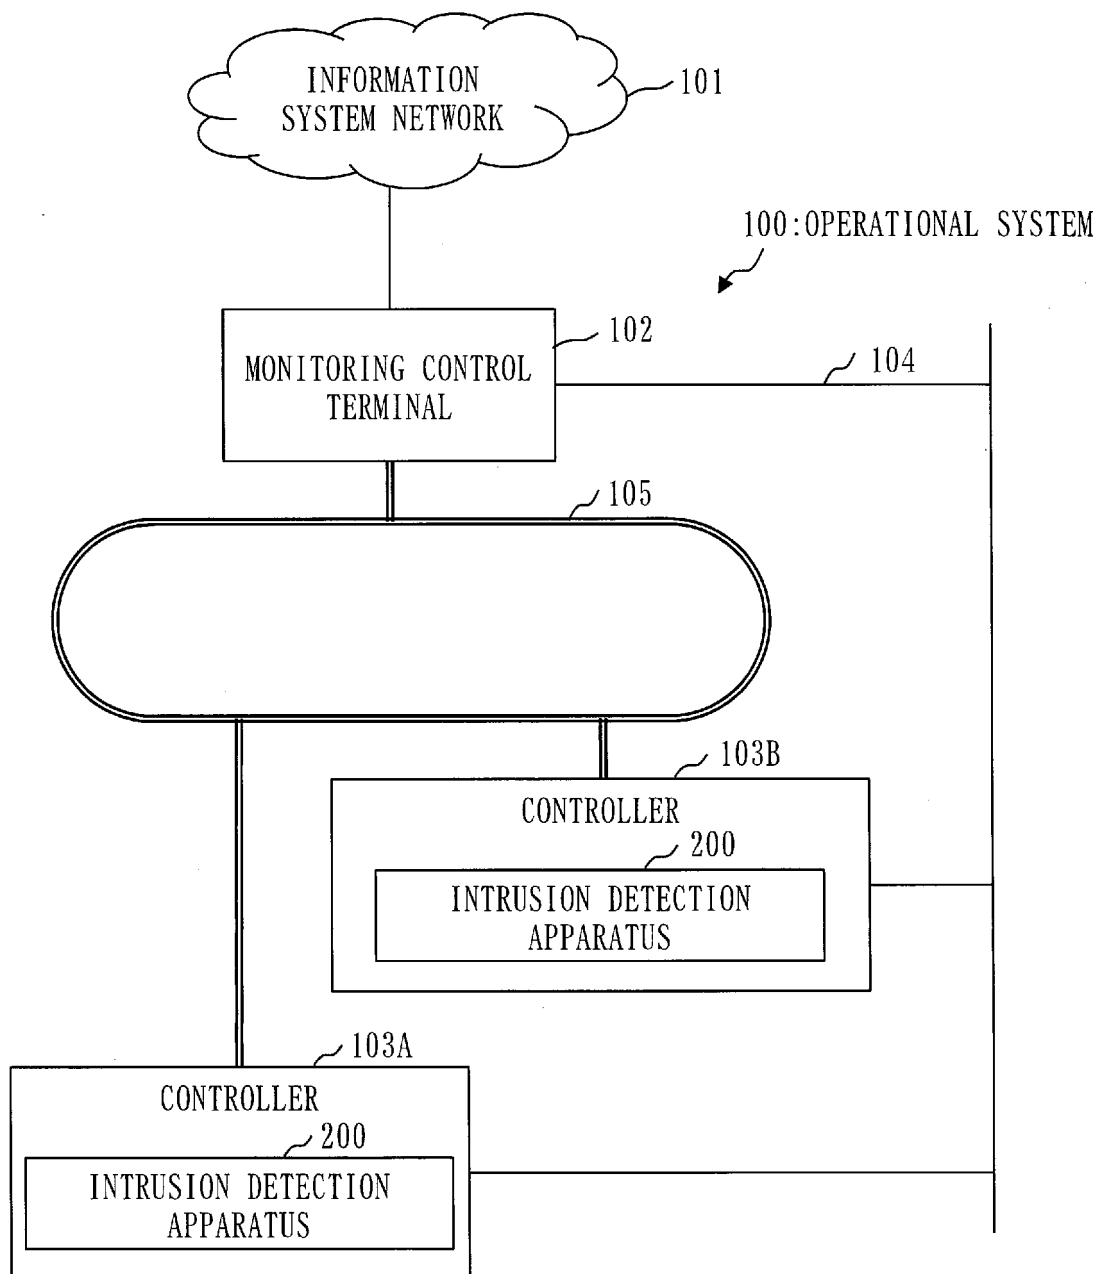 INFORMATION
SYSTEM NETWORK
101
100:OPERATIONAL SYSTEM
102
MONITORING CONTROL
TERMINAL
104
105
103B
CONTROLLER
200
INTRUSION DETECTION
APPARATUS
103A
CONTROLLER
200
INTRUSION DETECTION
APPARATUS